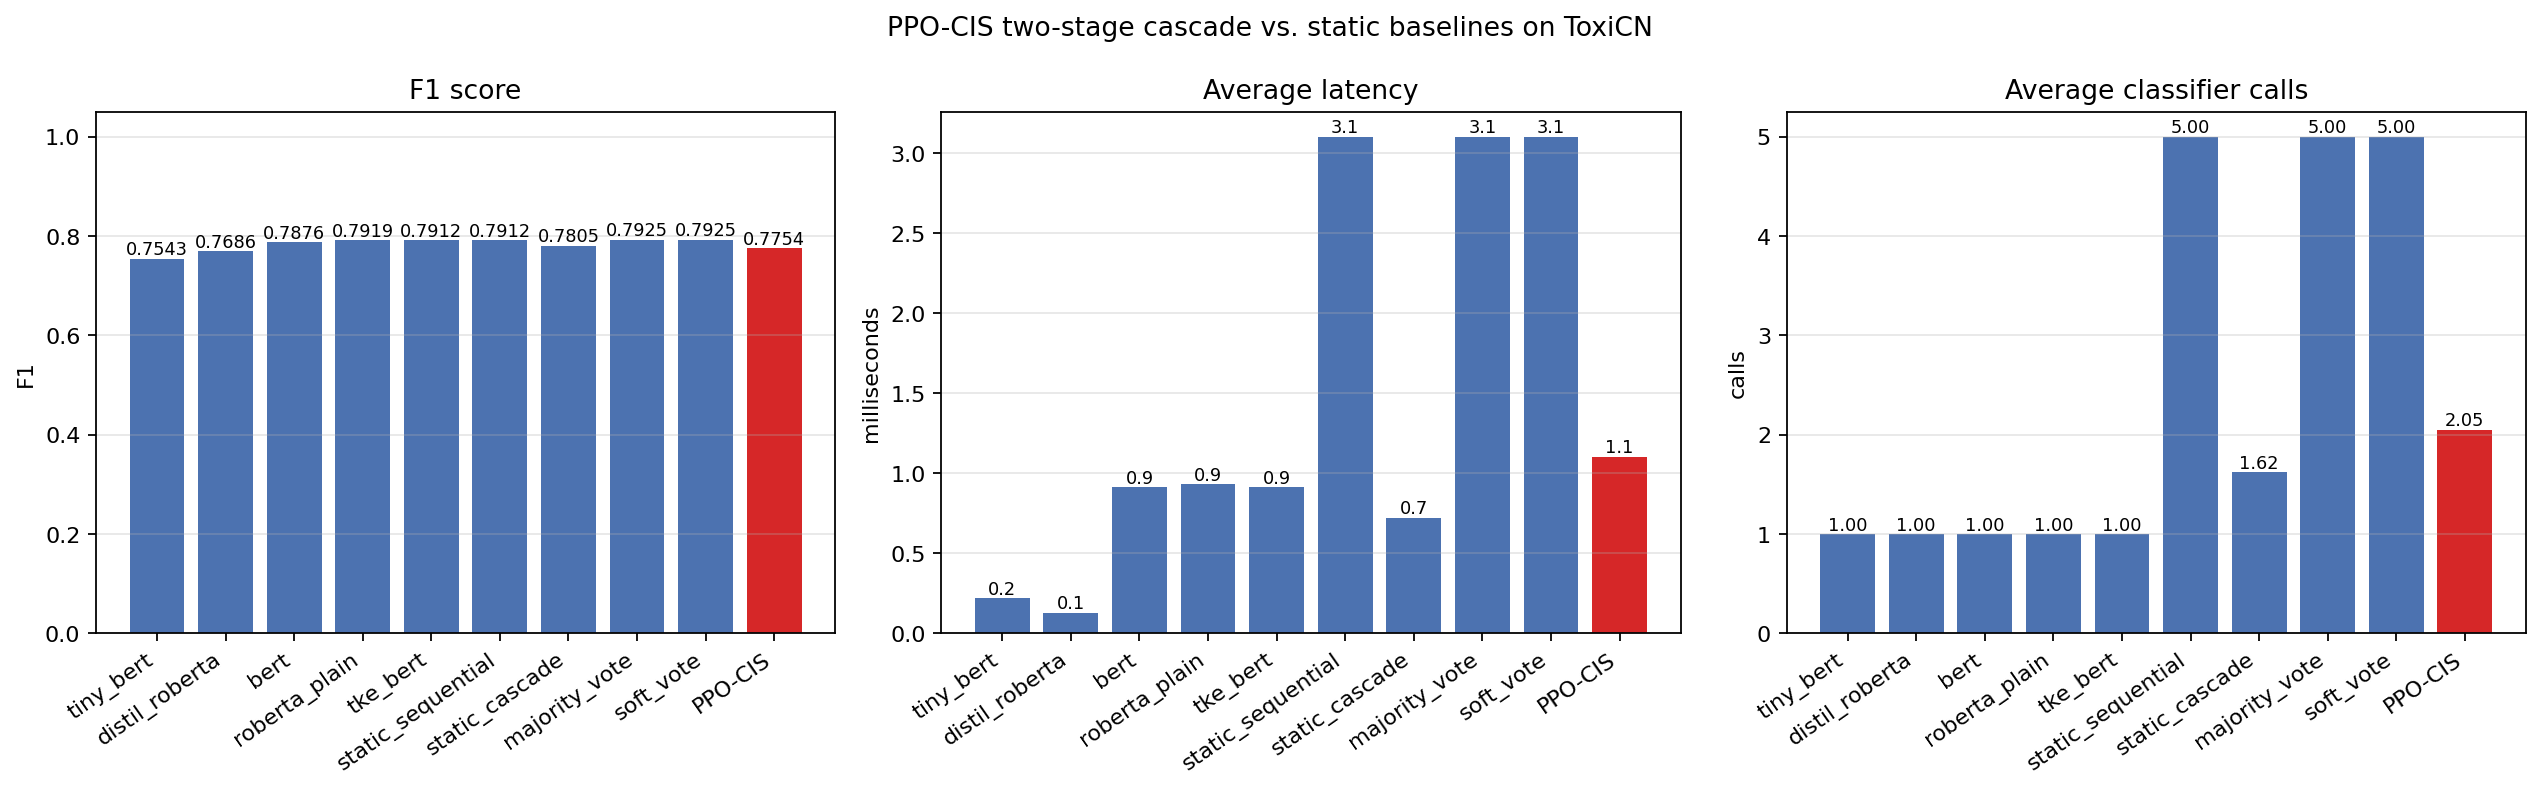 PPO-CIS two-stage cascade vs. static baselines on ToxiCN
F1 score
F1
1.0
0.8
0.6
0.4
0.2
0.0
0.7543 0.7686 0.7876 0.7919 0.7912 0.7912 0.7805 0.7925 0.7925 0.7754
tiny_bert
distil_roberta
bert
roberta_plain
tke_bert
static_sequential
static_cascade
majority_vote
soft_vote
PPO-CIS
Average latency
milliseconds
3.0
2.5
2.0
1.5
1.0
0.5
0.0
0.2 0.1 0.9 0.9 0.9 3.1 0.7 3.1 3.1 1.1
tiny_bert
distil_roberta
bert
roberta_plain
tke_bert
static_sequential
static_cascade
majority_vote
soft_vote
PPO-CIS
Average classifier calls
calls
5
4
3
2
1
0
1.00 1.00 1.00 1.00 1.00 5.00 1.62 5.00 5.00 2.05
tiny_bert
distil_roberta
bert
roberta_plain
tke_bert
static_sequential
static_cascade
majority_vote
soft_vote
PPO-CIS